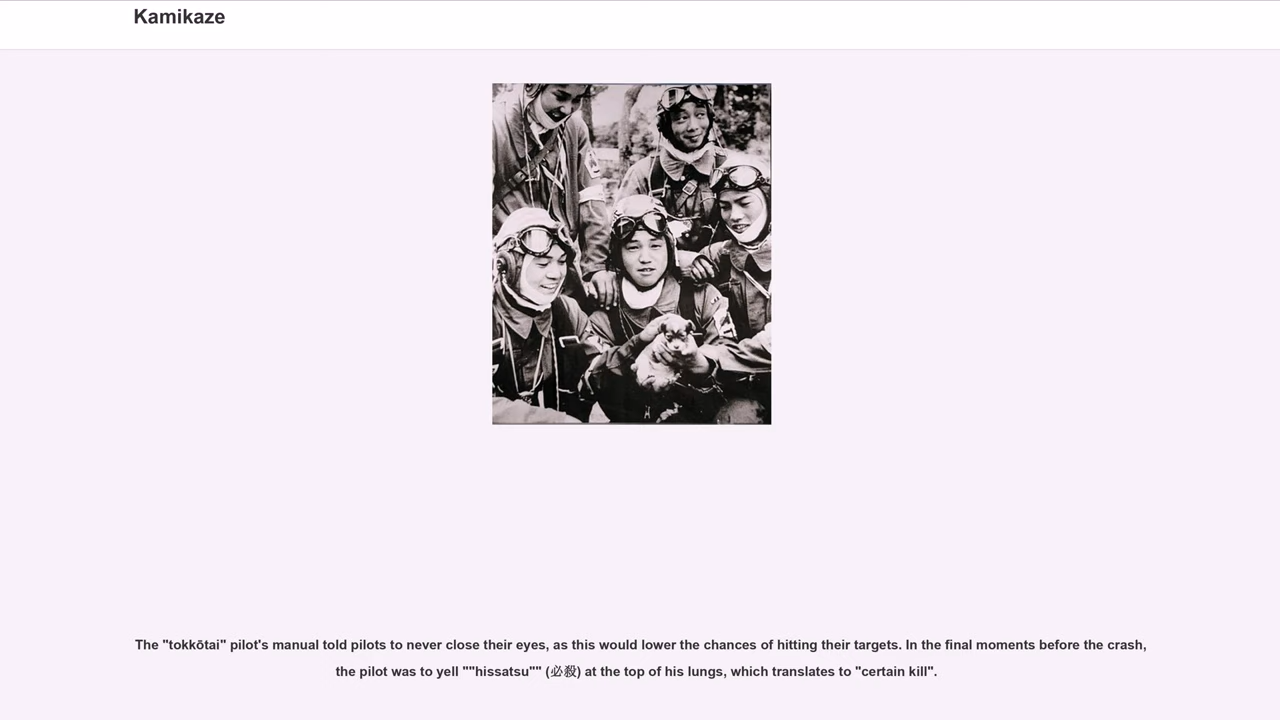 Kamikaze
The "tokkōtai" pilot's manual told pilots to never close their eyes, as this would lower the chances of hitting their targets. In the final moments before the crash,
the pilot was to yell ""hissatsu"" (必殺) at the top of his lungs, which translates to "certain kill".